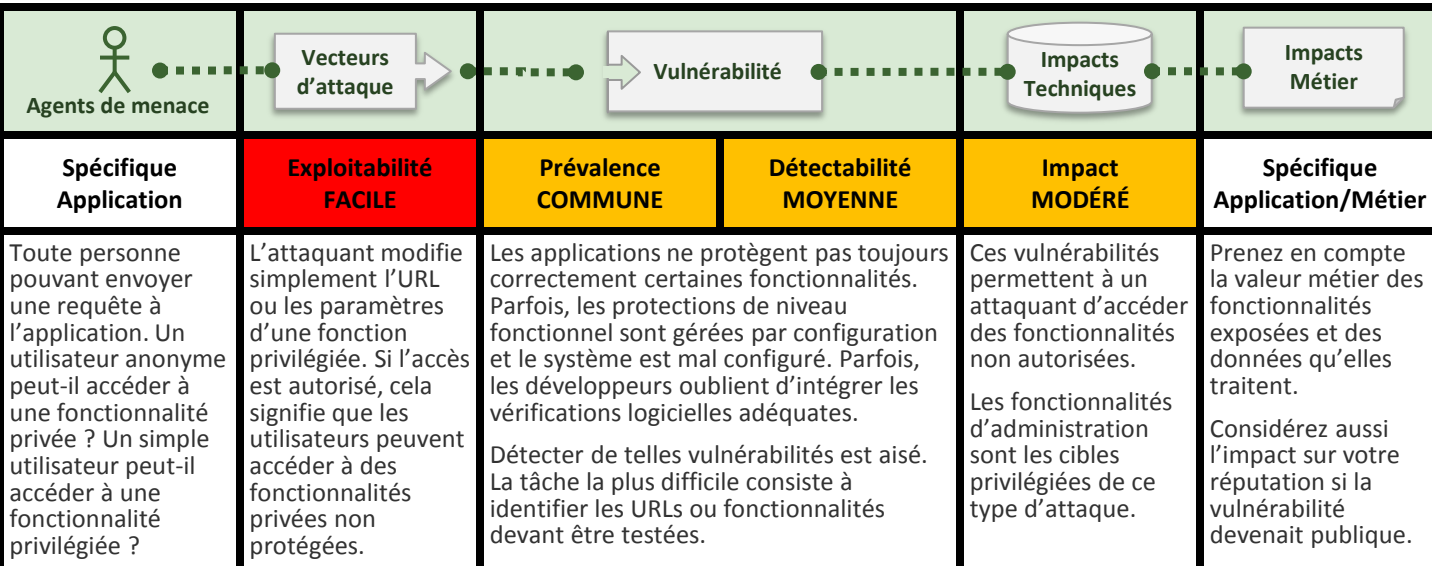 Agents de menace
Vecteurs
d’attaque
Vulnérabilité
Impacts
Techniques
Impacts
Métier
Spécifique
Application
Exploitabilité
FACILE
Prévalence
COMMUNE
Détectabilité
MOYENNE
Impact
MODÉRÉ
Spécifique
Application/Métier
Toute personne
pouvant envoyer
une requête à
l’application. Un
utilisateur anonyme
peut-il accéder à
une fonctionnalité
privée ? Un simple
utilisateur peut-il
accéder à une
fonctionnalité
privilégiée ?
L’attaquant modifie
simplement l’URL
ou les paramètres
d’une fonction
privilégiée. Si l’accès
est autorisé, cela
signifie que les
utilisateurs peuvent
accéder à des
fonctionnalités
privées non
protégées.
Les applications ne protègent pas toujours
correctement certaines fonctionnalités.
Parfois, les protections de niveau
fonctionnel sont gérées par configuration
et le système est mal configuré. Parfois,
les développeurs oublient d’intégrer les
vérifications logicielles adéquates.
Détecter de telles vulnérabilités est aisé.
La tâche la plus difficile consiste à
identifier les URLs ou fonctionnalités
devant être testées.
Ces vulnérabilités
permettent à un
attaquant d’accéder
des fonctionnalités
non autorisées.
Les fonctionnalités
d’administration
sont les cibles
privilégiées de ce
type d’attaque.
Prenez en compte
la valeur métier des
fonctionnalités
exposées et des
données qu’elles
traitent.
Considérez aussi
l’impact sur votre
réputation si la
vulnérabilité
devenait publique.